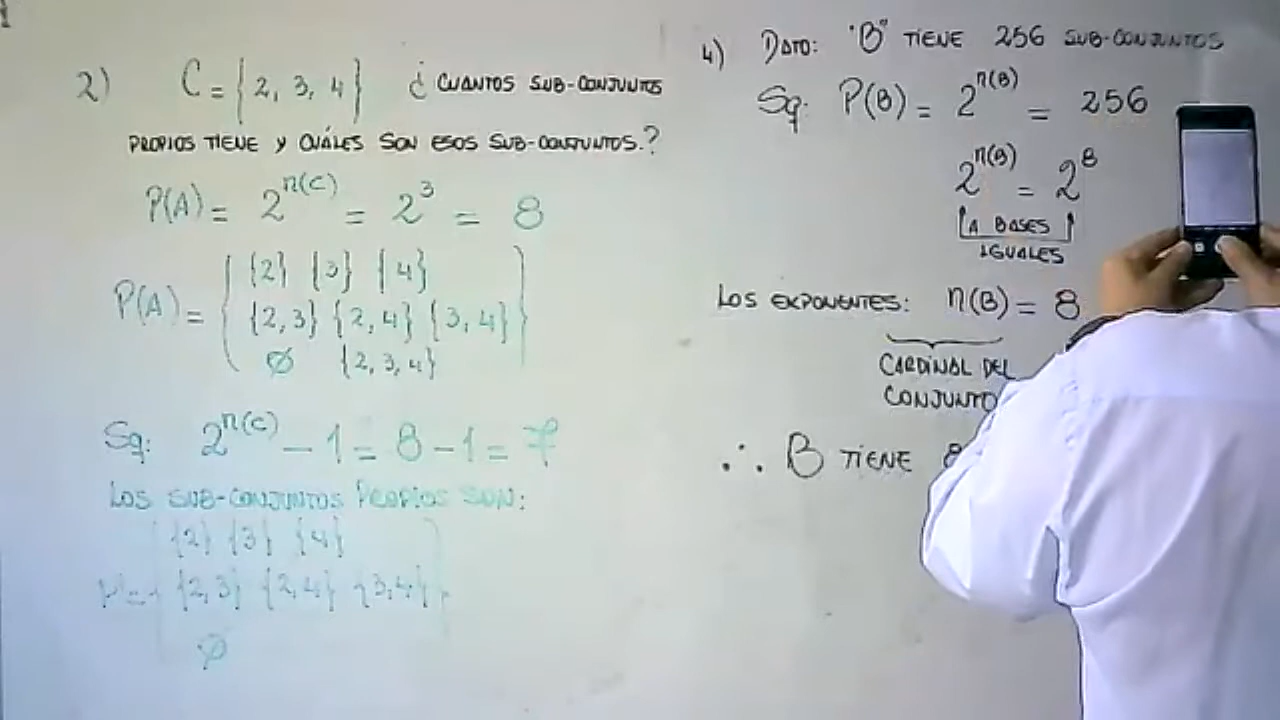 2) C = { 2, 3, 4 } ¿ CUANTOS SUB-CONJUNTOS
PROPIOS TIENE Y CUÁLES SON ESOS SUB-CONJUNTOS.?
P(A) = 2^n(C) = 2^3 = 8
P(A) = { {2} {3} {4}
{2,3} {2,4} {3,4}
∅ {2,3,4} }
Sq: 2^n(C) - 1 = 8 - 1 = 7
LOS SUB-CONJUNTOS PROPIOS SON:
{2} {3} {4}
{2,3} {2,4} {3,4}
∅
4) DATO: "B" TIENE 256 SUB-CONJUNTOS
Sq: P(B) = 2^n(B) = 256
2^n(B) = 2^8
A BASES
IGUALES
LOS EXPONENTES: n(B) = 8
CARDINAL DEL
CONJUNTO
∴ B TIENE 8